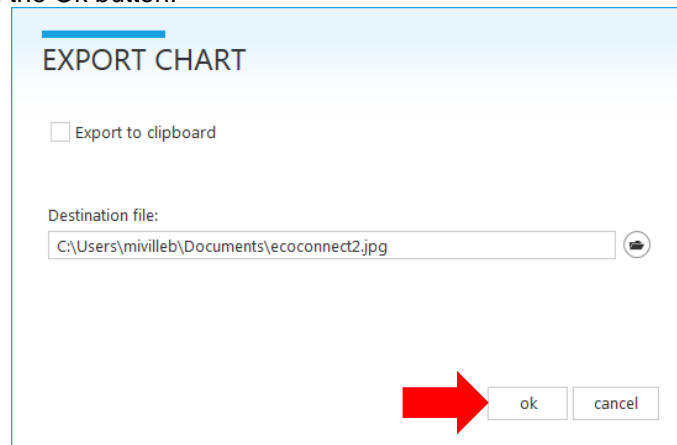 the Ok button.
EXPORT CHART
Export to clipboard
Destination file:
C:\Users\mivilleb\Documents\ecoconnect2.jpg
ok cancel